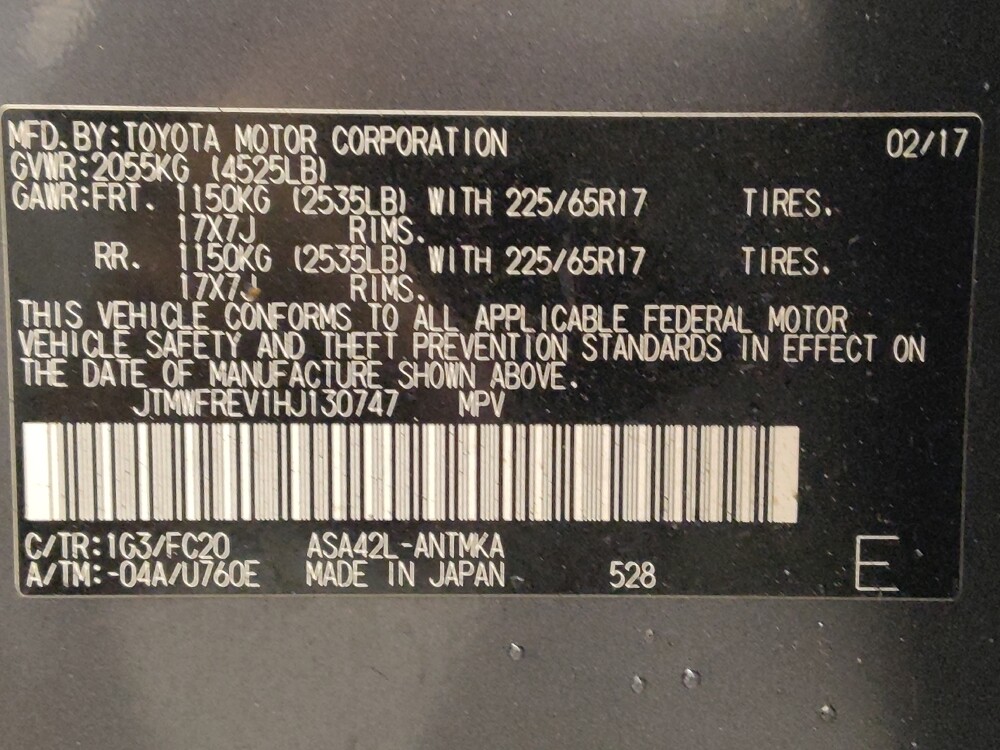 MFD.BY:TOYOTA MOTOR CORPORATION 02/17
GVWR:2055KG (4525LB)
GAWR:FRT. 1150KG (2535LB) WITH 225/65R17 TIRES.
17X7J RIMS.
RR. 1150KG (2535LB) WITH 225/65R17 TIRES.
17X7J RIMS.
THIS VEHICLE CONFORMS TO ALL APPLICABLE FEDERAL MOTOR
VEHICLE SAFETY AND THEFT PREVENTION STANDARDS IN EFFECT ON
THE DATE OF MANUFACTURE SHOWN ABOVE.
JTMWFREV1HJ130747 MPV
C/TR:1G3/FC20 ASA42L-ANTMKA
A/TM:-04A/U760E MADE IN JAPAN 528 E